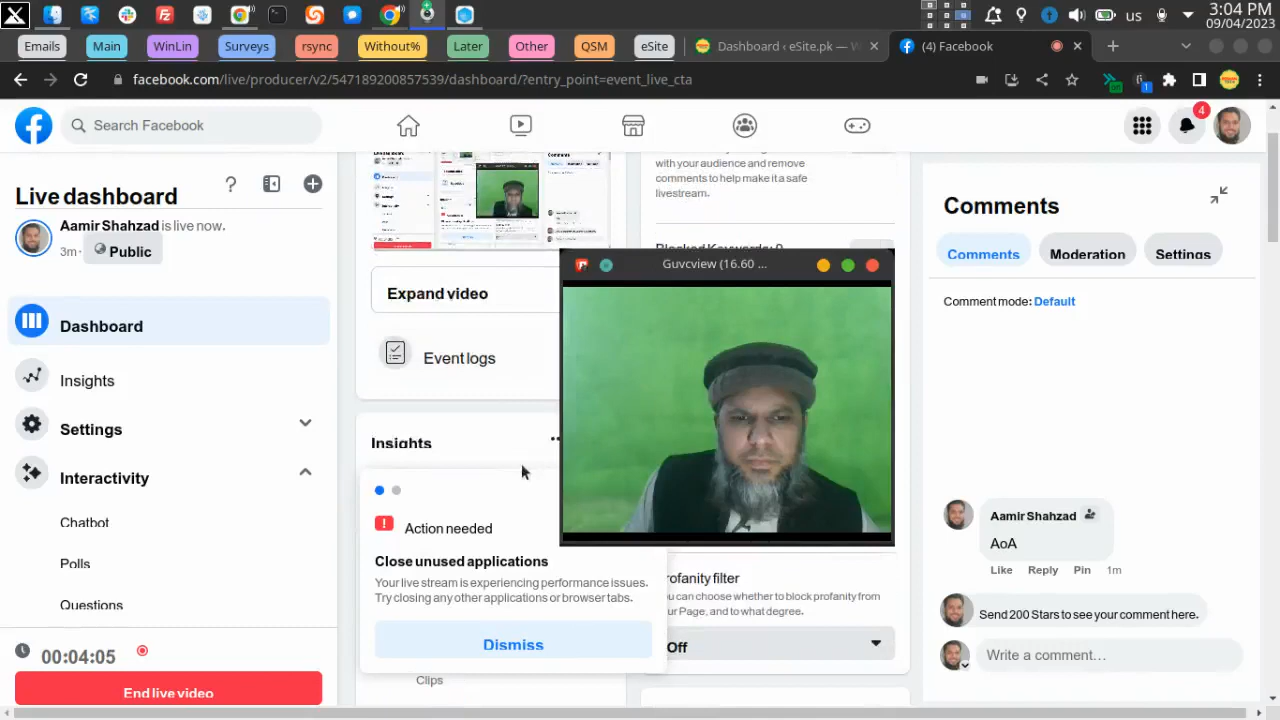 us
3:04 PM
09/04/2023
Emails
Main
WinLin
Surveys
rsync
Without%
Later
Other
QSM
eSite
Dashboard ‹ eSite.pk — W
(4) Facebook
facebook.com/live/producer/v2/547189200857539/dashboard/?entry_point=event_live_cta
1
Search Facebook
4
Live dashboard
Aamir Shahzad is live now.
3m · Public
Dashboard
Insights
Settings
Interactivity
Chatbot
Polls
Questions
00:04:05
End live video
Expand video
Event logs
Insights
Action needed
Close unused applications
Your live stream is experiencing performance issues.
Try closing any other applications or browser tabs.
Dismiss
Clips
with your audience and remove
comments to help make it a safe
livestream.
Blocked Keywords: 0
Guvcview (16.60 ...
rofanity filter
ou can choose whether to block profanity from
ur Page, and to what degree.
Off
Comments
Comments
Moderation
Settings
Comment mode: Default
Aamir Shahzad
AoA
Like Reply Pin 1m
Send 200 Stars to see your comment here.
Write a comment…